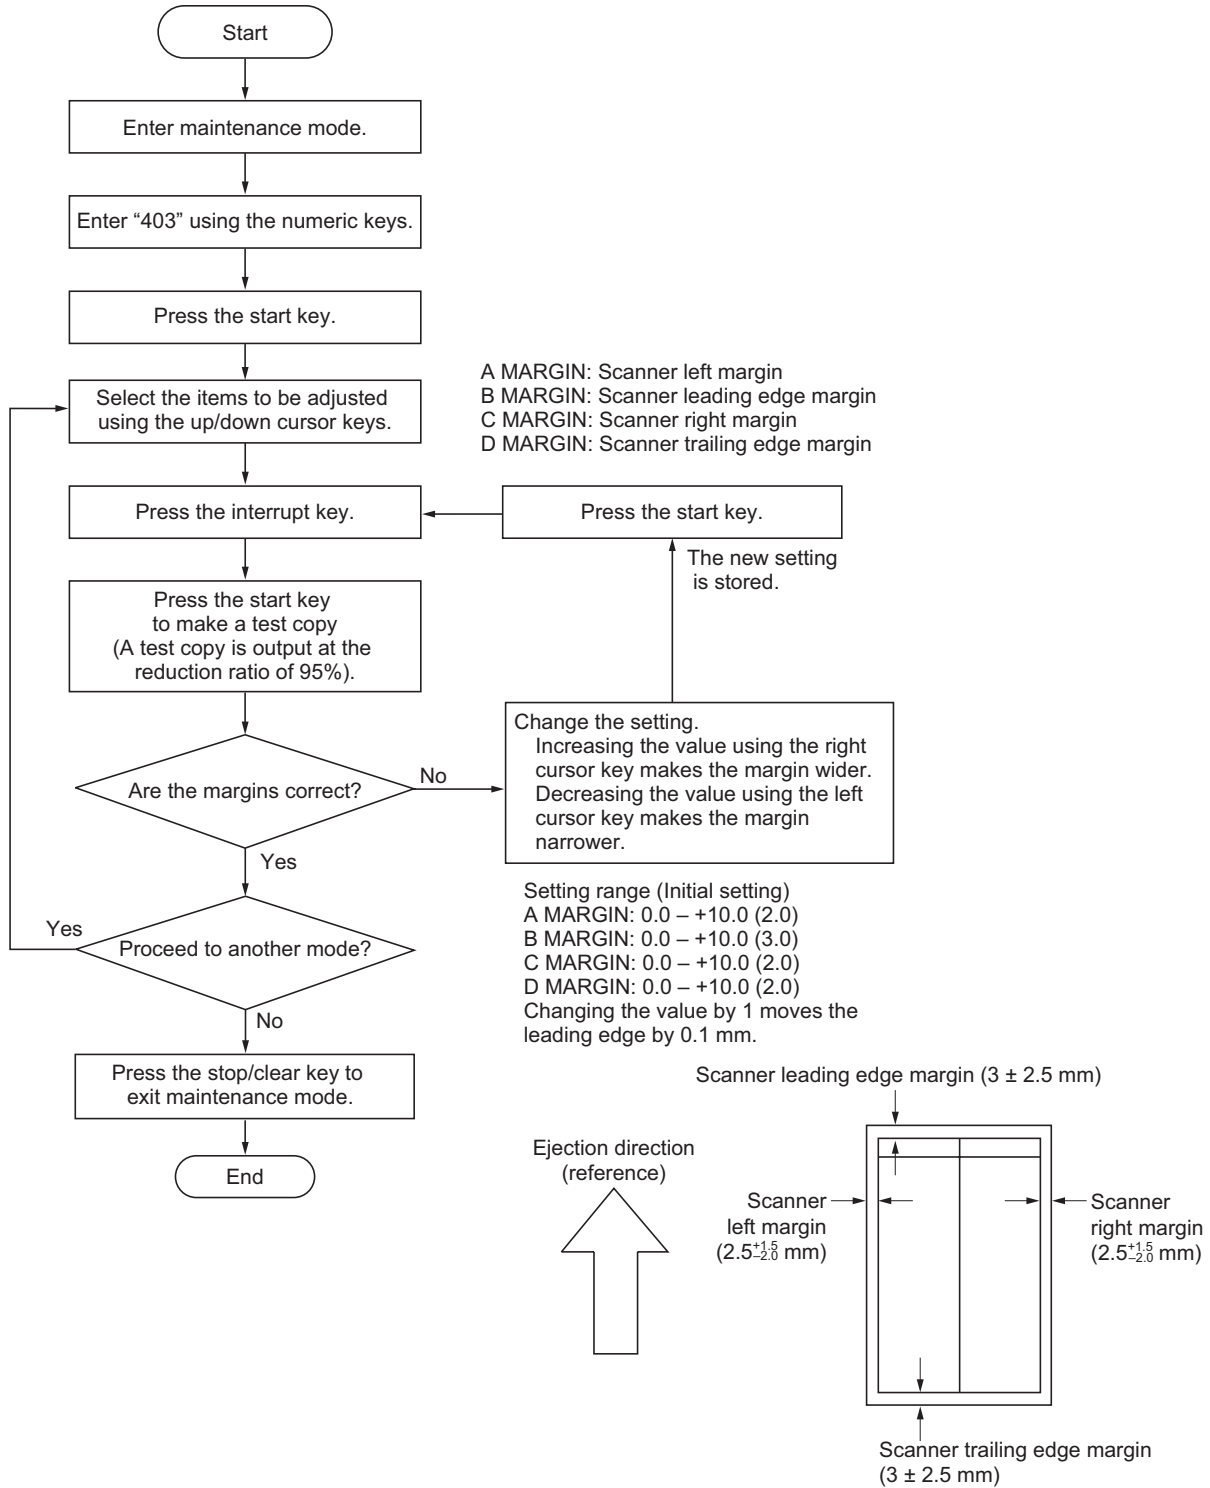 Start
Enter maintenance mode.
Enter “403” using the numeric keys.
Press the start key.
Select the items to be adjusted
using the up/down cursor keys.
A MARGIN: Scanner left margin
B MARGIN: Scanner leading edge margin
C MARGIN: Scanner right margin
D MARGIN: Scanner trailing edge margin
Press the interrupt key.
Press the start key.
The new setting
is stored.
Press the start key
to make a test copy
(A test copy is output at the
reduction ratio of 95%).
Change the setting.
Increasing the value using the right
cursor key makes the margin wider.
Decreasing the value using the left
cursor key makes the margin
narrower.
Are the margins correct?
No
Yes
Setting range (Initial setting)
A MARGIN: 0.0 – +10.0 (2.0)
B MARGIN: 0.0 – +10.0 (3.0)
C MARGIN: 0.0 – +10.0 (2.0)
D MARGIN: 0.0 – +10.0 (2.0)
Changing the value by 1 moves the
leading edge by 0.1 mm.
Yes
Proceed to another mode?
No
Press the stop/clear key to
exit maintenance mode.
End
Scanner leading edge margin (3 ± 2.5 mm)
Ejection direction
(reference)
Scanner
left margin
(2.5+1.5–2.0 mm)
Scanner
right margin
(2.5+1.5–2.0 mm)
Scanner trailing edge margin
(3 ± 2.5 mm)